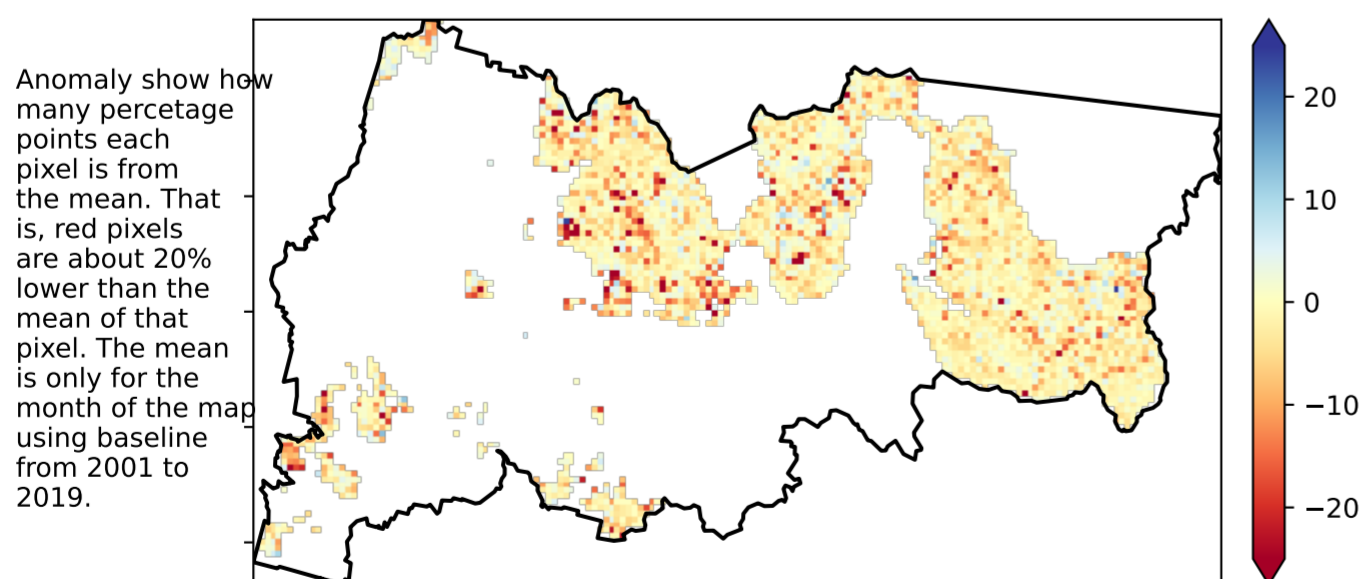 Anomaly show how
many percetage
points each
pixel is from
the mean. That
is, red pixels
are about 20%
lower than the
mean of that
pixel. The mean
is only for the
month of the map
using baseline
from 2001 to
2019.
20
10
0
−10
−20